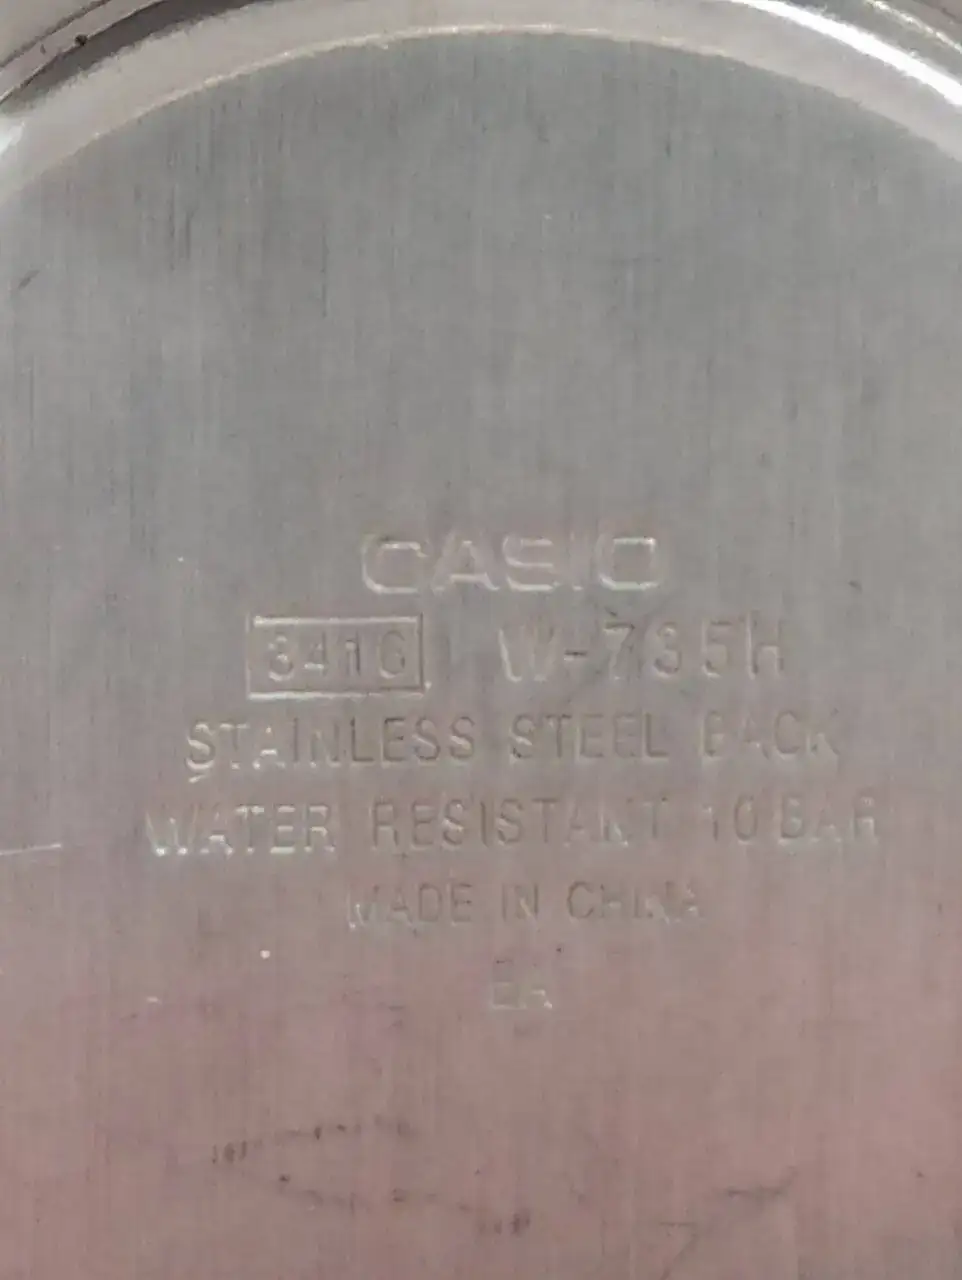 CASIO
3416 W-735H
STAINLESS STEEL BACK
WATER RESISTANT 10 BAR
MADE IN CHINA